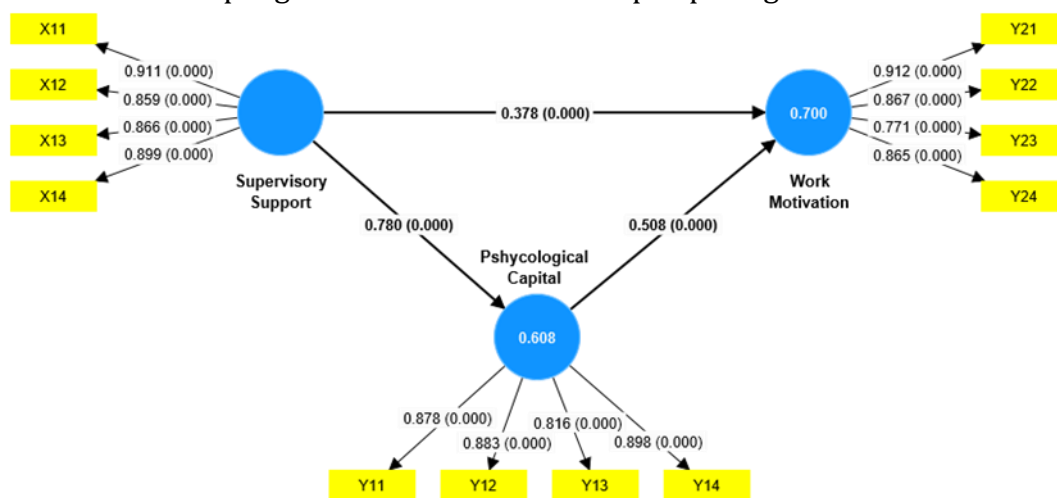 X11
X12
X13
X14
0.911 (0.000)
0.859 (0.000)
0.866 (0.000)
0.899 (0.000)
Supervisory
Support
0.378 (0.000)
0.780 (0.000)
0.508 (0.000)
0.700
Work
Motivation
0.912 (0.000)
0.867 (0.000)
0.771 (0.000)
0.865 (0.000)
Y21
Y22
Y23
Y24
Pshycological
Capital
0.608
0.878 (0.000)
0.883 (0.000)
0.816 (0.000)
0.898 (0.000)
Y11
Y12
Y13
Y14